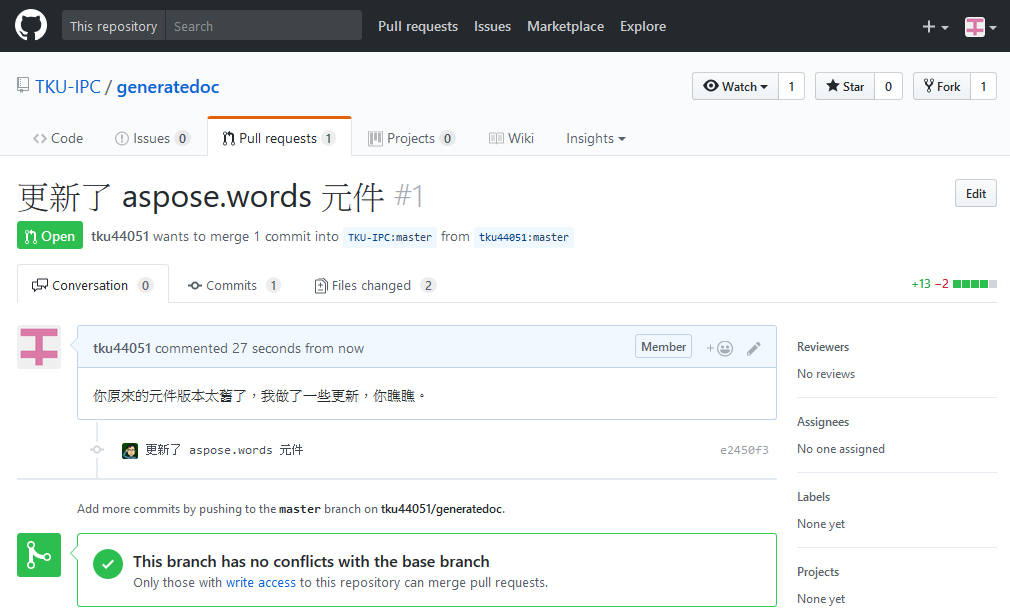 This repository Search Pull requests Issues Marketplace Explore
TKU-IPC / generatedoc Watch 1 Star 0 Fork 1
Code Issues 0 Pull requests 1 Projects 0 Wiki Insights
更新了 aspose.words 元件 #1 Edit
Open tku44051 wants to merge 1 commit into TKU-IPC:master from tku44051:master
Conversation 0 Commits 1 Files changed 2 +13 −2
tku44051 commented 27 seconds from now Member
你原來的元件版本太舊了，我做了一些更新，你瞧瞧。
更新了 aspose.words 元件 e2450f3
Add more commits by pushing to the master branch on tku44051/generatedoc.
This branch has no conflicts with the base branch
Only those with write access to this repository can merge pull requests.
Reviewers
No reviews
Assignees
No one assigned
Labels
None yet
Projects
None yet